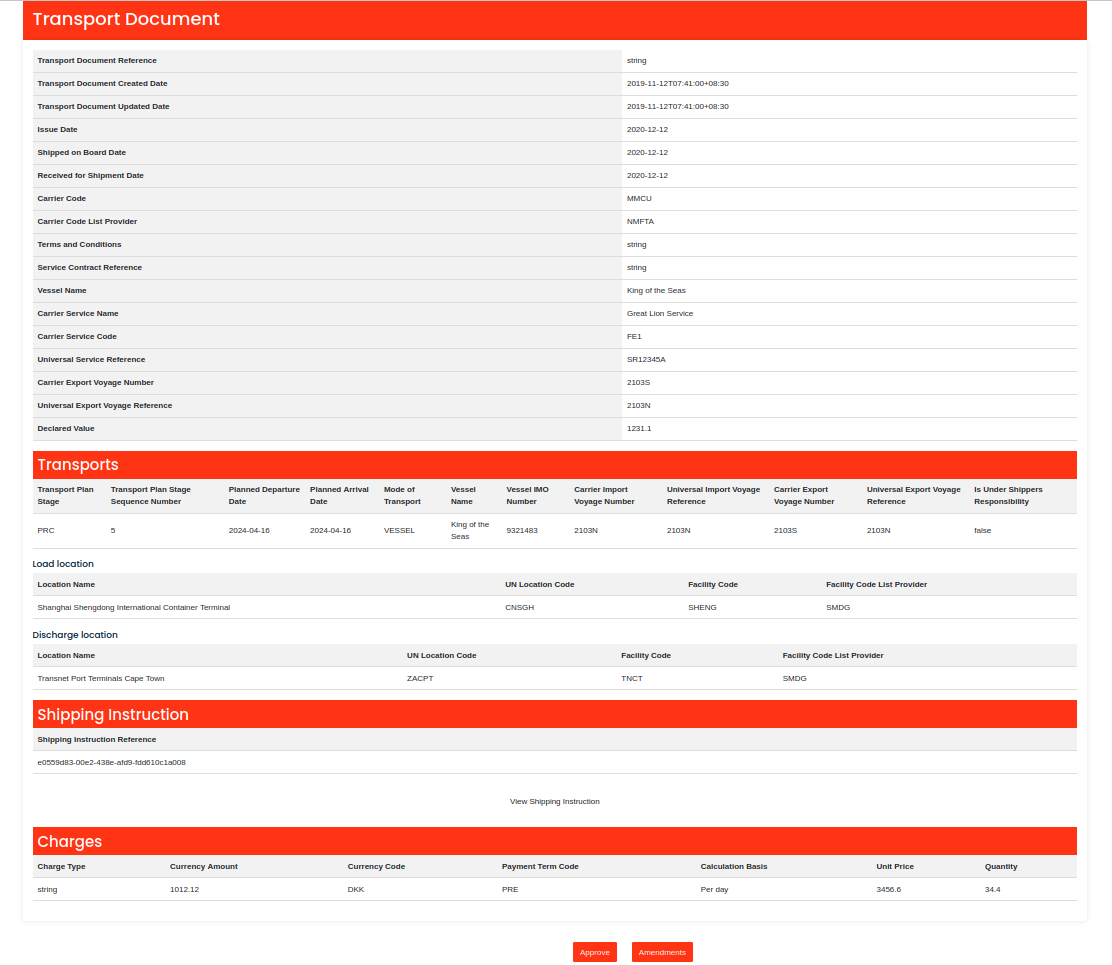 Transport Document
Transport Document Reference string
Transport Document Created Date 2019-11-12T07:41:00+08:30
Transport Document Updated Date 2019-11-12T07:41:00+08:30
Issue Date 2020-12-12
Shipped on Board Date 2020-12-12
Received for Shipment Date 2020-12-12
Carrier Code MMCU
Carrier Code List Provider NMFTA
Terms and Conditions string
Service Contract Reference string
Vessel Name King of the Seas
Carrier Service Name Great Lion Service
Carrier Service Code FE1
Universal Service Reference SR12345A
Carrier Export Voyage Number 2103S
Universal Export Voyage Reference 2103N
Declared Value 1231.1
Transports
Transport Plan Transport Plan Stage Planned Departure Planned Arrival Mode of Vessel Vessel IMO Carrier Import Universal Import Voyage Carrier Export Universal Export Voyage Is Under Shippers
Stage Sequence Number Date Date Transport Name Number Voyage Number Reference Voyage Number Reference Responsibility
PRC 5 2024-04-16 2024-04-16 VESSEL King of the Seas 9321483 2103N 2103N 2103S 2103N false
Load location
Location Name UN Location Code Facility Code Facility Code List Provider
Shanghai Shengdong International Container Terminal CNSGH SHENG SMDG
Discharge location
Location Name UN Location Code Facility Code Facility Code List Provider
Transnet Port Terminals Cape Town ZACPT TNCT SMDG
Shipping Instruction
Shipping Instruction Reference
e0559d83-00e2-438e-afd9-fdd610c1a008
View Shipping Instruction
Charges
Charge Type Currency Amount Currency Code Payment Term Code Calculation Basis Unit Price Quantity
string 1012.12 DKK PRE Per day 3456.6 34.4
Approve Amendments